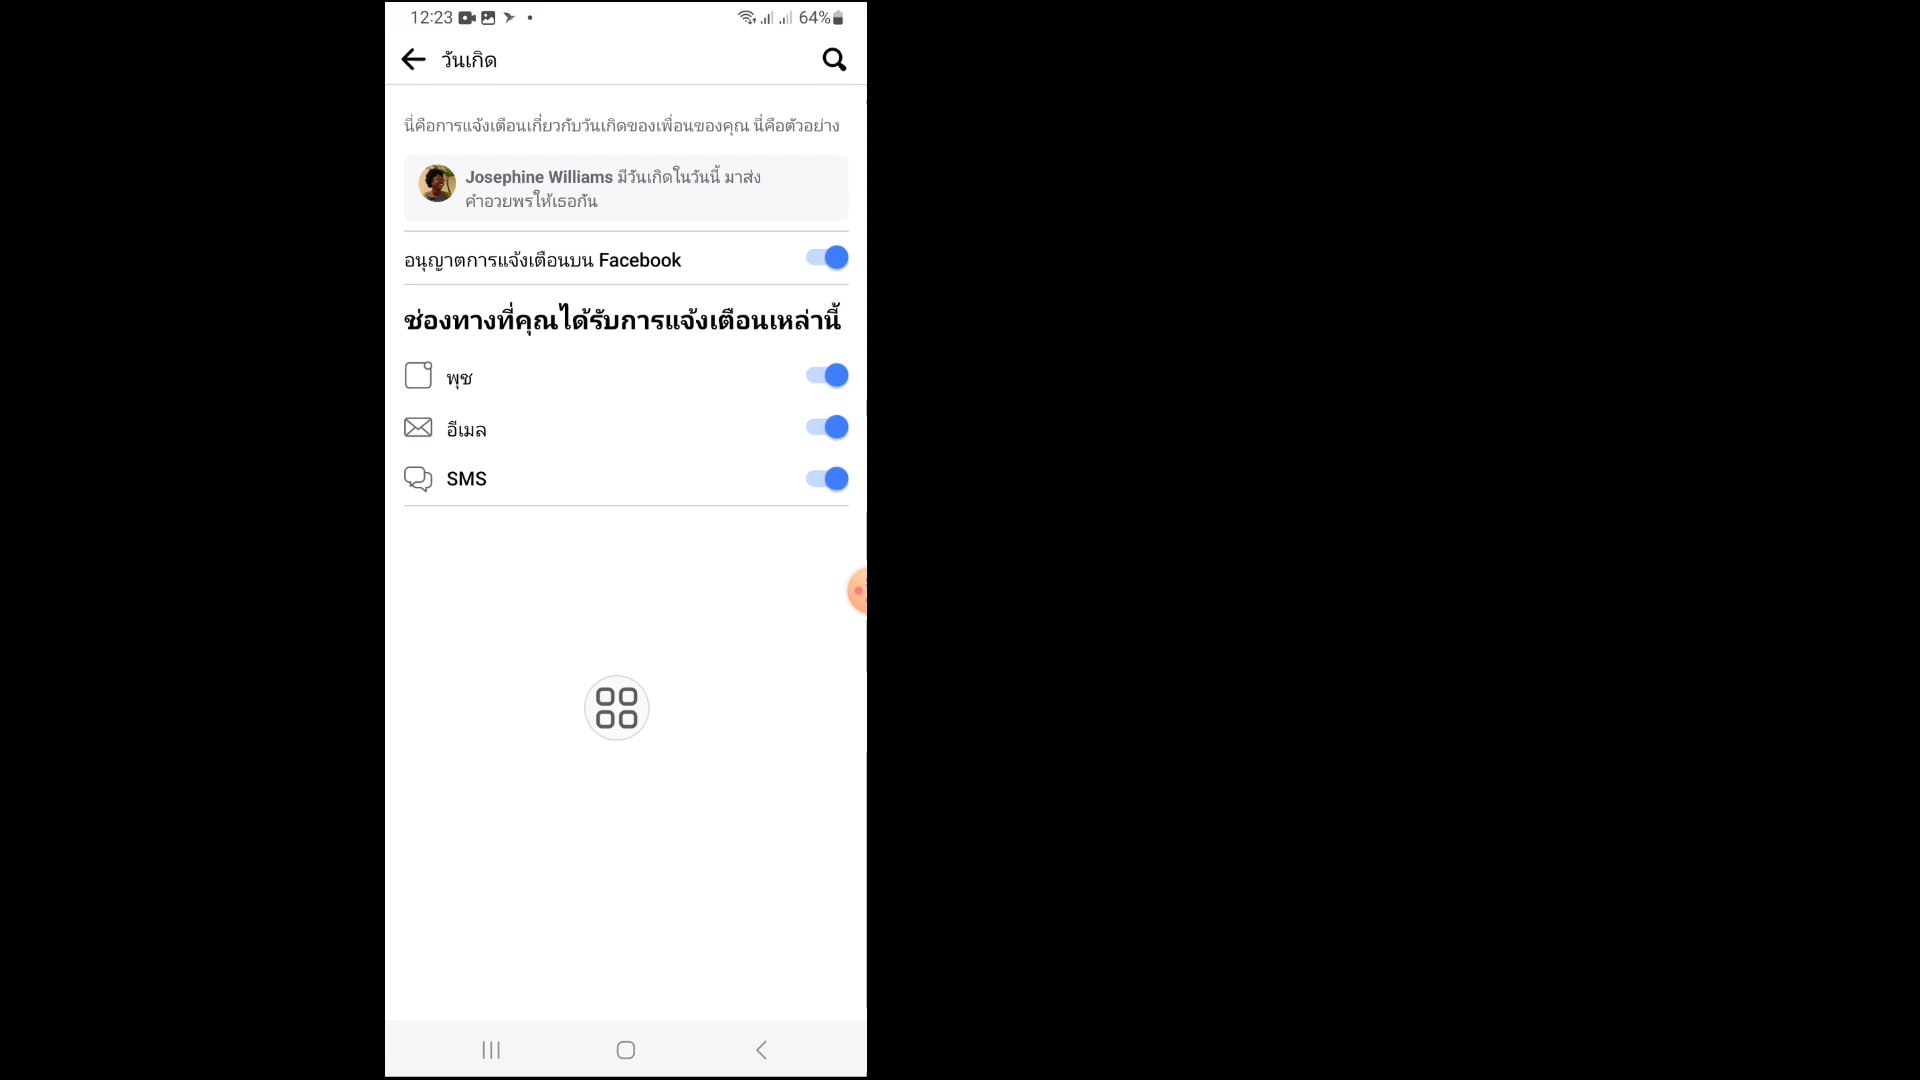 12:23 64%
วันเกิด
นี่คือการแจ้งเตือนเกี่ยวกับวันเกิดของเพื่อนของคุณ นี่คือตัวอย่าง
Josephine Williams มีวันเกิดในวันนี้ มาส่ง
คำอวยพรให้เธอกัน
อนุญาตการแจ้งเตือนบน Facebook
ช่องทางที่คุณได้รับการแจ้งเตือนเหล่านี้
พุช
อีเมล
SMS